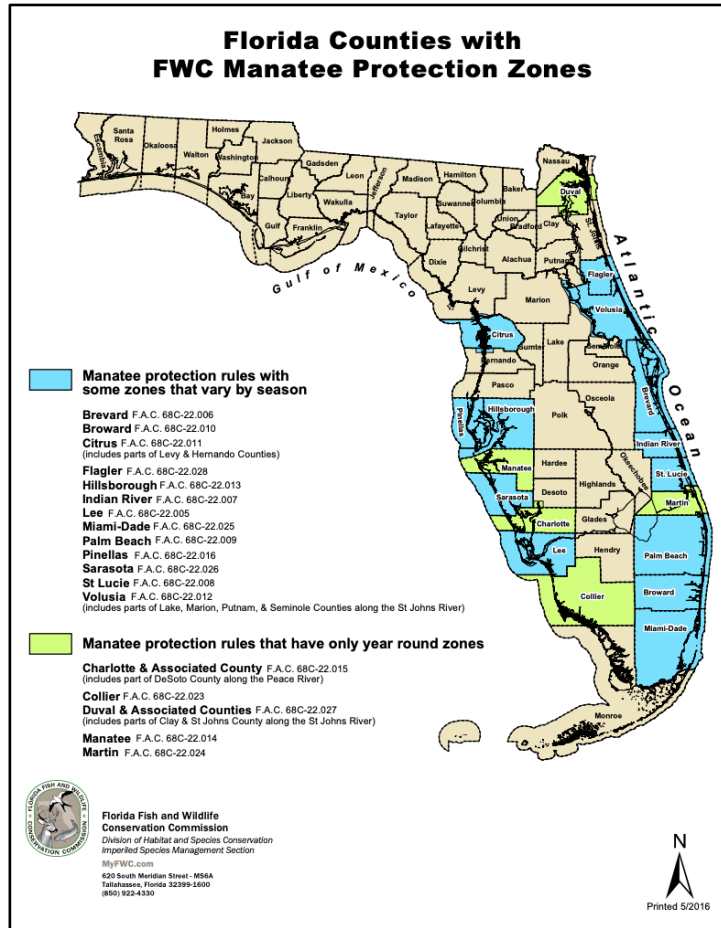 Florida Counties with
FWC Manatee Protection Zones
Holmes
Santa
Rosa
Okaloosa
Escambia
Walton
Washington
Jackson
Gadsden
Calhoun
Bay
Liberty
Leon
Jefferson
Madison
Hamilton
Wakulla
Gulf
Franklin
Taylor
Suwannee
Columbia
Baker
Nassau
Duval
Lafayette
Union
Bradford
Clay
St. Johns
Gilchrist
Dixie
Alachua
Putnam
Flagler
Levy
Marion
Volusia
Citrus
Sumter
Lake
Seminole
Hernando
Orange
Pasco
Osceola
Brevard
Pinellas
Hillsborough
Polk
Indian River
Manatee
Hardee
Okeechobee
St. Lucie
Highlands
Sarasota
Desoto
Martin
Charlotte
Glades
Lee
Hendry
Palm Beach
Collier
Broward
Miami-Dade
Monroe
Gulf of Mexico
Atlantic Ocean
Manatee protection rules with
some zones that vary by season
Brevard F.A.C. 68C-22.006
Broward F.A.C. 68C-22.010
Citrus F.A.C. 68C-22.011
(includes parts of Levy & Hernando Counties)
Flagler F.A.C. 68C-22.028
Hillsborough F.A.C. 68C-22.013
Indian River F.A.C. 68C-22.007
Lee F.A.C. 68C-22.005
Miami-Dade F.A.C. 68C-22.025
Palm Beach F.A.C. 68C-22.009
Pinellas F.A.C. 68C-22.016
Sarasota F.A.C. 68C-22.026
St Lucie F.A.C. 68C-22.008
Volusia F.A.C. 68C-22.012
(includes parts of Lake, Marion, Putnam, & Seminole Counties along the St Johns River)
Manatee protection rules that have only year round zones
Charlotte & Associated County F.A.C. 68C-22.015
(includes part of DeSoto County along the Peace River)
Collier F.A.C. 68C-22.023
Duval & Associated Counties F.A.C. 68C-22.027
(includes parts of Clay & St Johns County along the St Johns River)
Manatee F.A.C. 68C-22.014
Martin F.A.C. 68C-22.024
FLORIDA FISH AND WILDLIFE
CONSERVATION COMMISSION
Florida Fish and Wildlife
Conservation Commission
Division of Habitat and Species Conservation
Imperiled Species Management Section
MyFWC.com
620 South Meridian Street - MS6A
Tallahassee, Florida 32399-1600
(850) 922-4330
N
Printed 5/2016